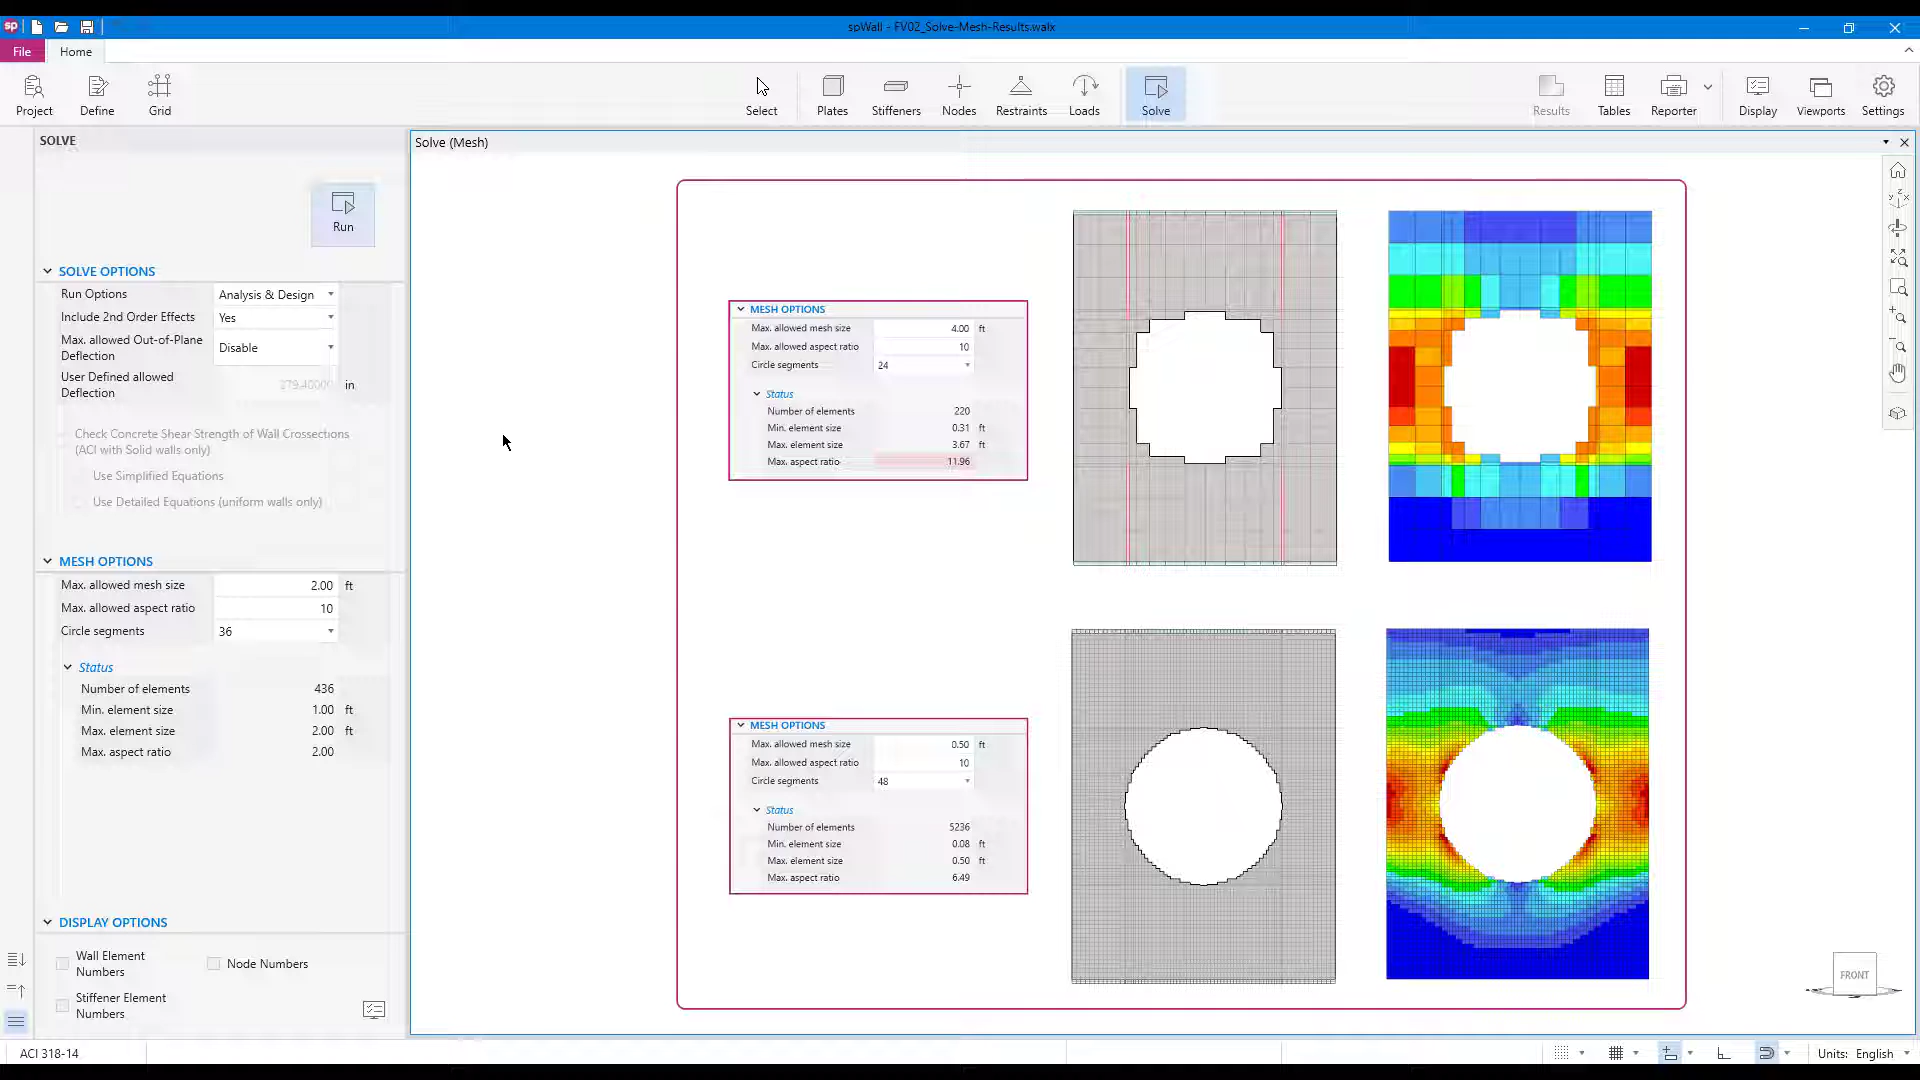 sp
spWall - FV02_Solve-Mesh-Results.walx
File
Home
Project
Define
Grid
Select
Plates
Stiffeners
Nodes
Restraints
Loads
Solve
Results
Tables
Reporter
Display
Viewports
Settings
SOLVE
Run
SOLVE OPTIONS
Run Options
Analysis & Design
Include 2nd Order Effects
Yes
Max. allowed Out-of-Plane
Deflection
Disable
User Defined allowed
Deflection
279.40000 in
Check Concrete Shear Strength of Wall Crossections
(ACI with Solid walls only)
Use Simplified Equations
Use Detailed Equations (uniform walls only)
MESH OPTIONS
Max. allowed mesh size 2.00 ft
Max. allowed aspect ratio 10
Circle segments 36
Status
Number of elements 436
Min. element size 1.00 ft
Max. element size 2.00 ft
Max. aspect ratio 2.00
DISPLAY OPTIONS
Wall Element
Numbers
Node Numbers
Stiffener Element
Numbers
Solve (Mesh)
MESH OPTIONS
Max. allowed mesh size 4.00 ft
Max. allowed aspect ratio 10
Circle segments 24
Status
Number of elements 220
Min. element size 0.31 ft
Max. element size 3.67 ft
Max. aspect ratio 11.96
MESH OPTIONS
Max. allowed mesh size 0.50 ft
Max. allowed aspect ratio 10
Circle segments 48
Status
Number of elements 5236
Min. element size 0.08 ft
Max. element size 0.50 ft
Max. aspect ratio 6.49
Z
FRONT
ACI 318-14
Units: English